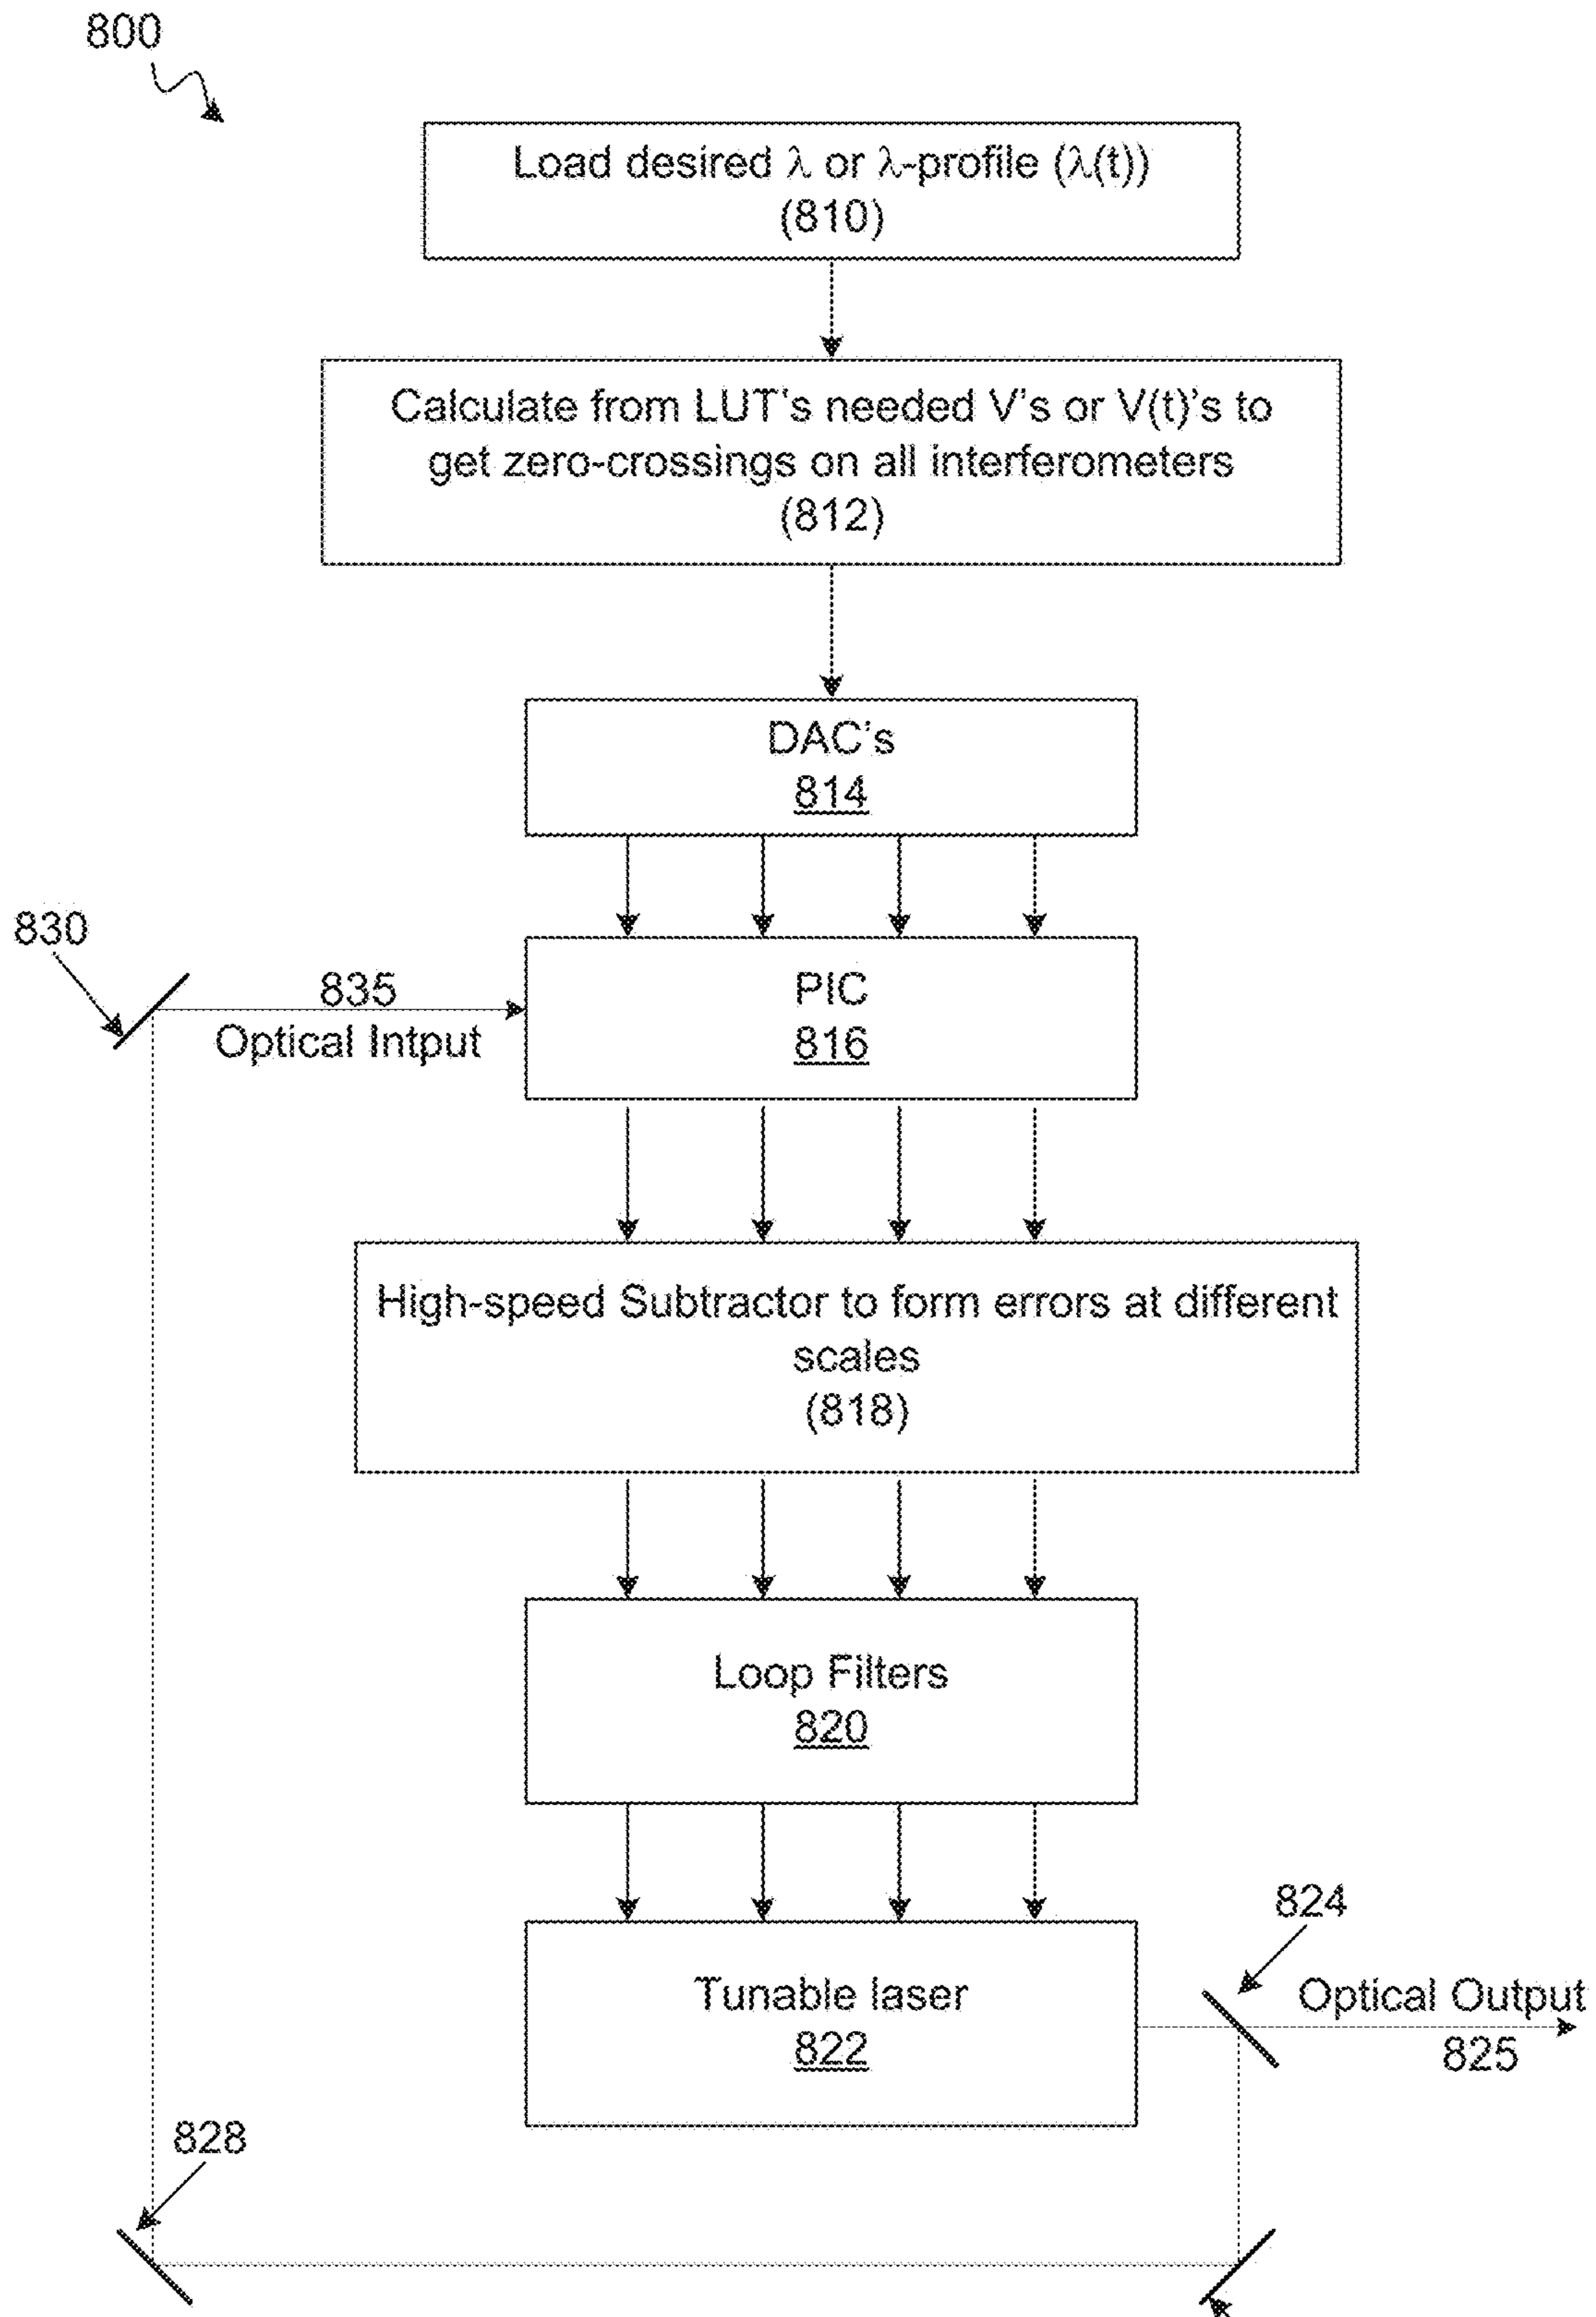 800
Load desired λ or λ-profile (λ(t))
(810)
Calculate from LUT's needed V's or V(t)'s to
get zero-crossings on all interferometers
(812)
DAC's
814
830
835
Optical Intput
PIC
816
High-speed Subtractor to form errors at different
scales
(818)
Loop Filters
820
824
Tunable laser
822
Optical Output
825
828